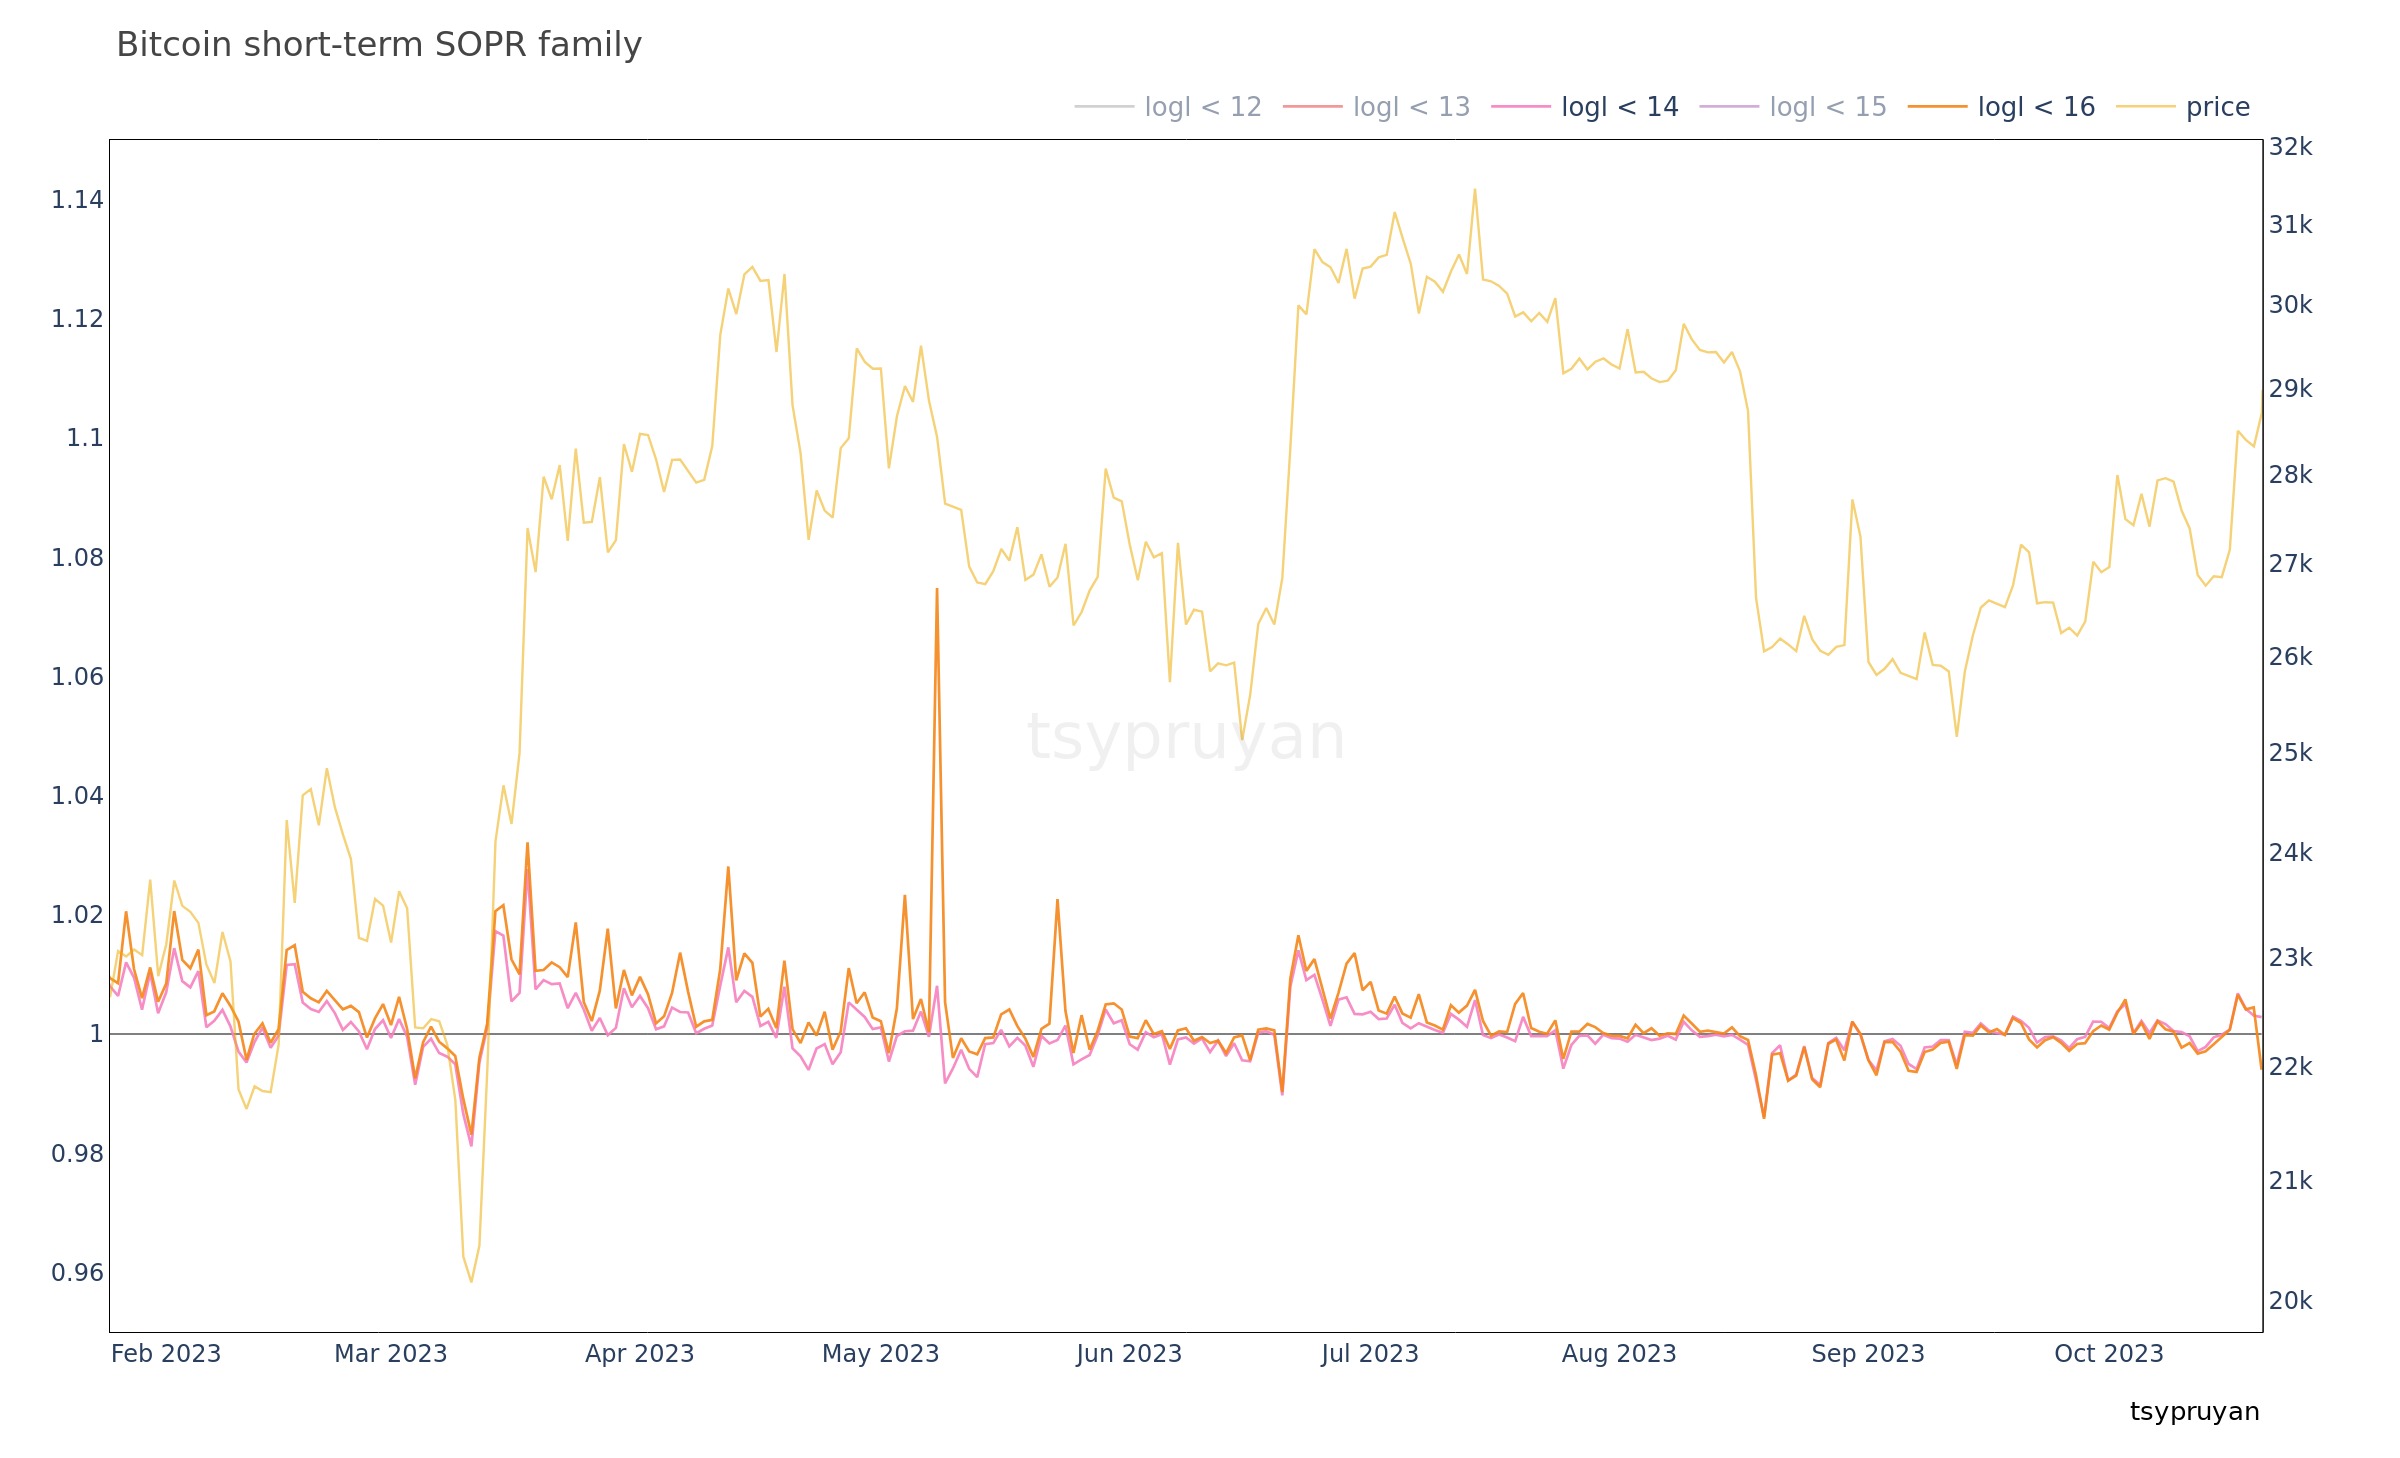 Bitcoin short-term SOPR family
logl < 12 logl < 13 logl < 14 logl < 15 logl < 16 price
32k
1.14
31k
1.12
30k
29k
1.1
28k
1.08
27k
1.06
26k
tsypruyan
25k
1.04
24k
1.02
23k
1
22k
0.98
21k
0.96
20k
Feb 2023 Mar 2023 Apr 2023 May 2023 Jun 2023 Jul 2023 Aug 2023 Sep 2023 Oct 2023
tsypruyan